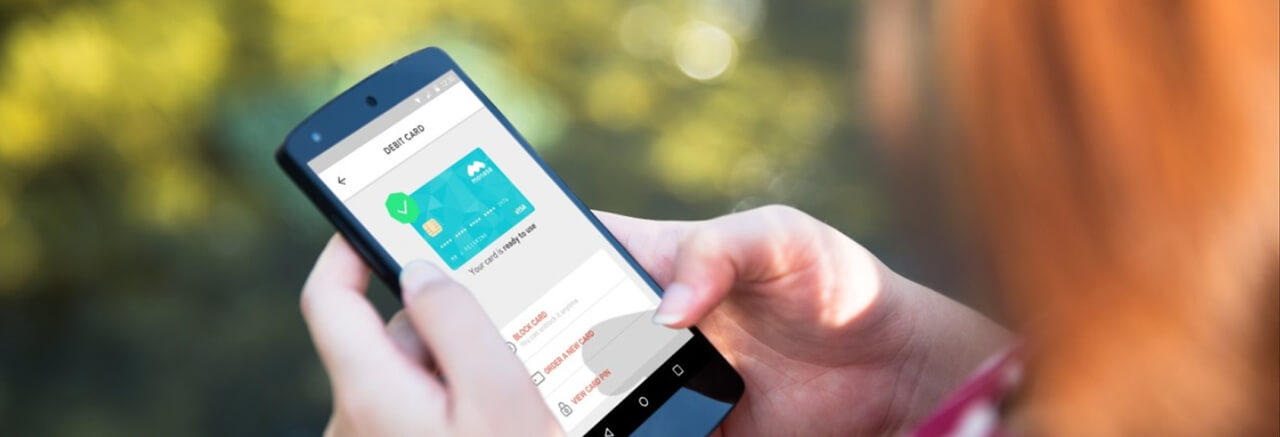 DEBIT CARD
monese
VISA
Your card is ready to use
BLOCK CARD
You can unblock it anytime
ORDER A NEW CARD
VIEW CARD PIN